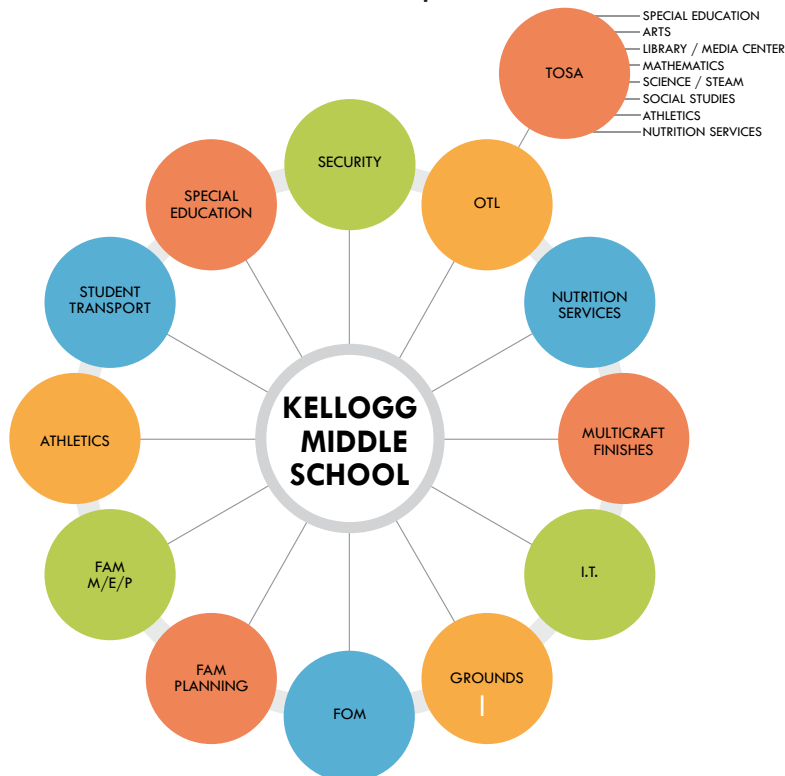 TOSA
SPECIAL EDUCATION
ARTS
LIBRARY / MEDIA CENTER
MATHEMATICS
SCIENCE / STEAM
SOCIAL STUDIES
ATHLETICS
NUTRITION SERVICES
SECURITY
OTL
NUTRITION
SERVICES
MULTICRAFT
FINISHES
I.T.
GROUNDS
FOM
FAM
PLANNING
FAM
M/E/P
ATHLETICS
STUDENT
TRANSPORT
SPECIAL
EDUCATION
KELLOGG
MIDDLE
SCHOOL